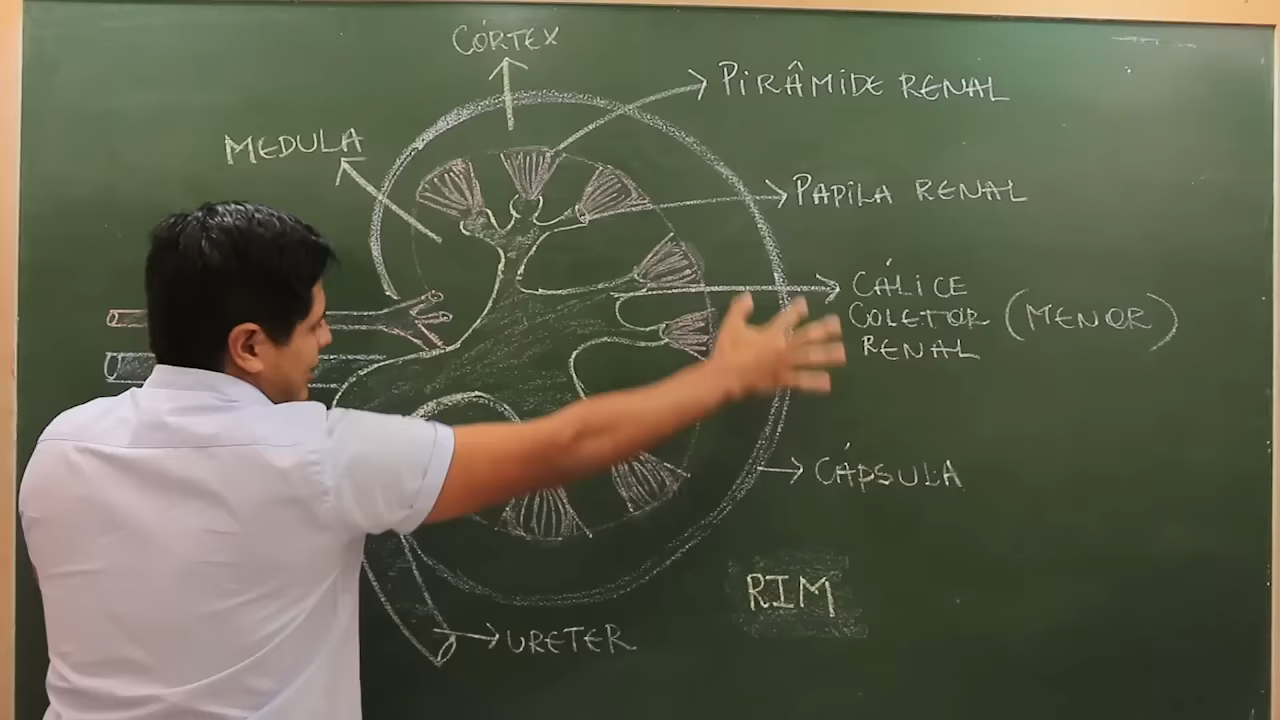 CÓRTEX
PIRÂMIDE RENAL
MEDULA
PAPILA RENAL
CÁLICE
COLETOR (MENOR)
RENAL
CÁPSULA
RIM
URETER